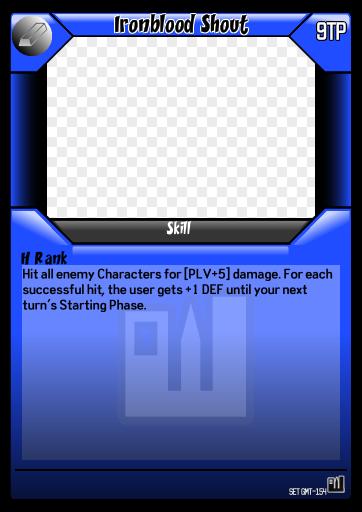 Ironblood Shout
9TP
Skill
H Rank
Hit all enemy Characters for [PLV+5] damage. For each
successful hit, the user gets +1 DEF until your next
turn's Starting Phase.
SET GMT-154